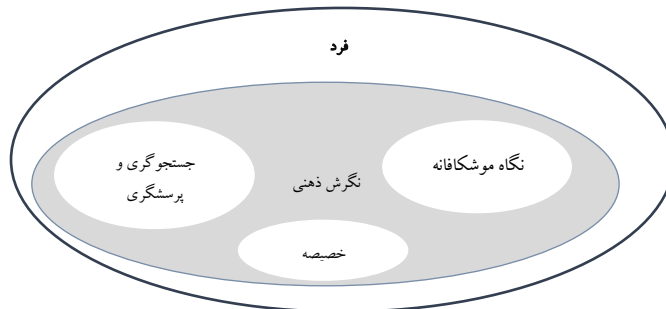 فرد
نگاه موشکافانه
جستجوگری و
پرسشگری
نگرش ذهنی
خصیصه